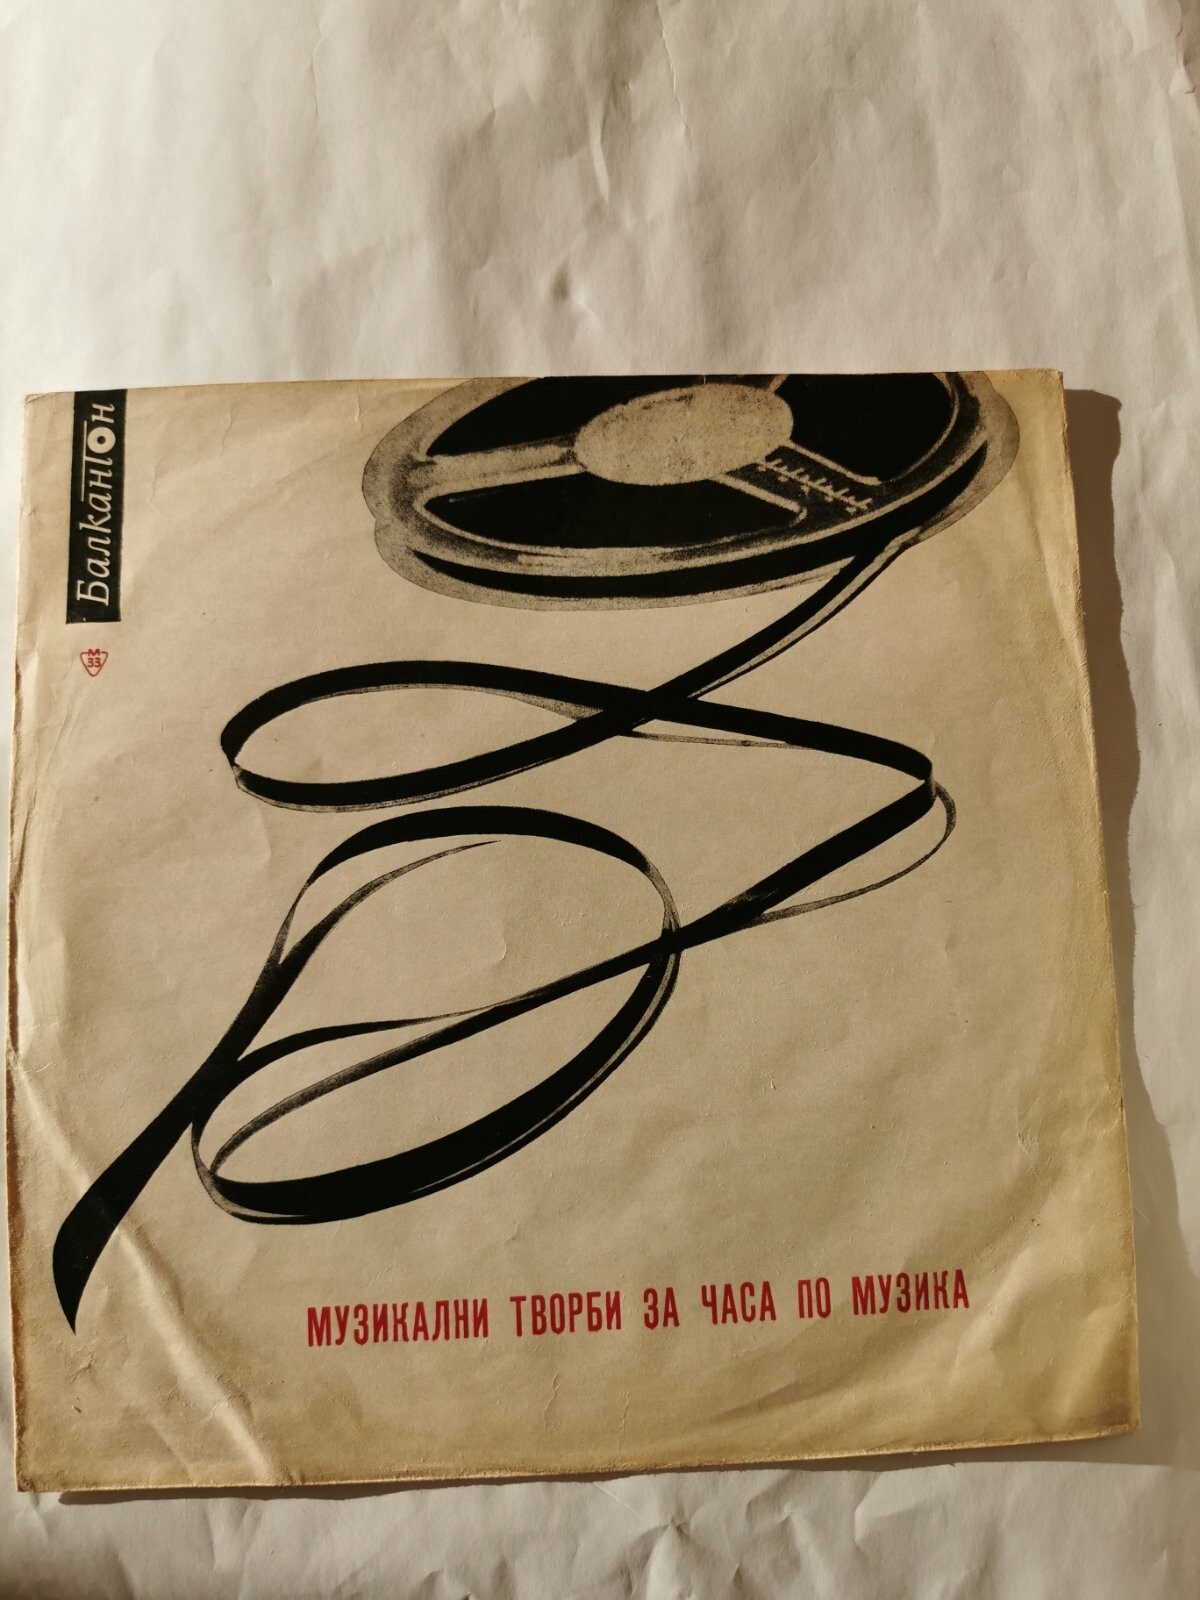 Балкантон
М
33
МУЗИКАЛНИ ТВОРБИ ЗА ЧАСА ПО МУЗИКА